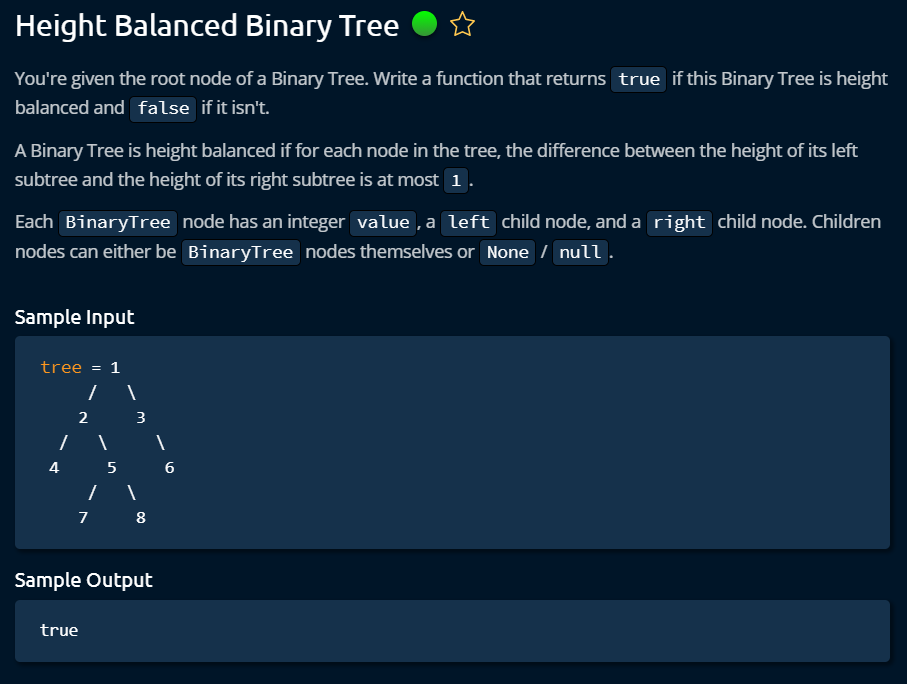 Height Balanced Binary Tree
You're given the root node of a Binary Tree. Write a function that returns true if this Binary Tree is height
balanced and false if it isn't.
A Binary Tree is height balanced if for each node in the tree, the difference between the height of its left
subtree and the height of its right subtree is at most 1.
Each BinaryTree node has an integer value, a left child node, and a right child node. Children
nodes can either be BinaryTree nodes themselves or None / null.
Sample Input
tree = 1
     /   \
    2     3
  /   \     \
 4     5     6
     /   \
    7     8
Sample Output
true